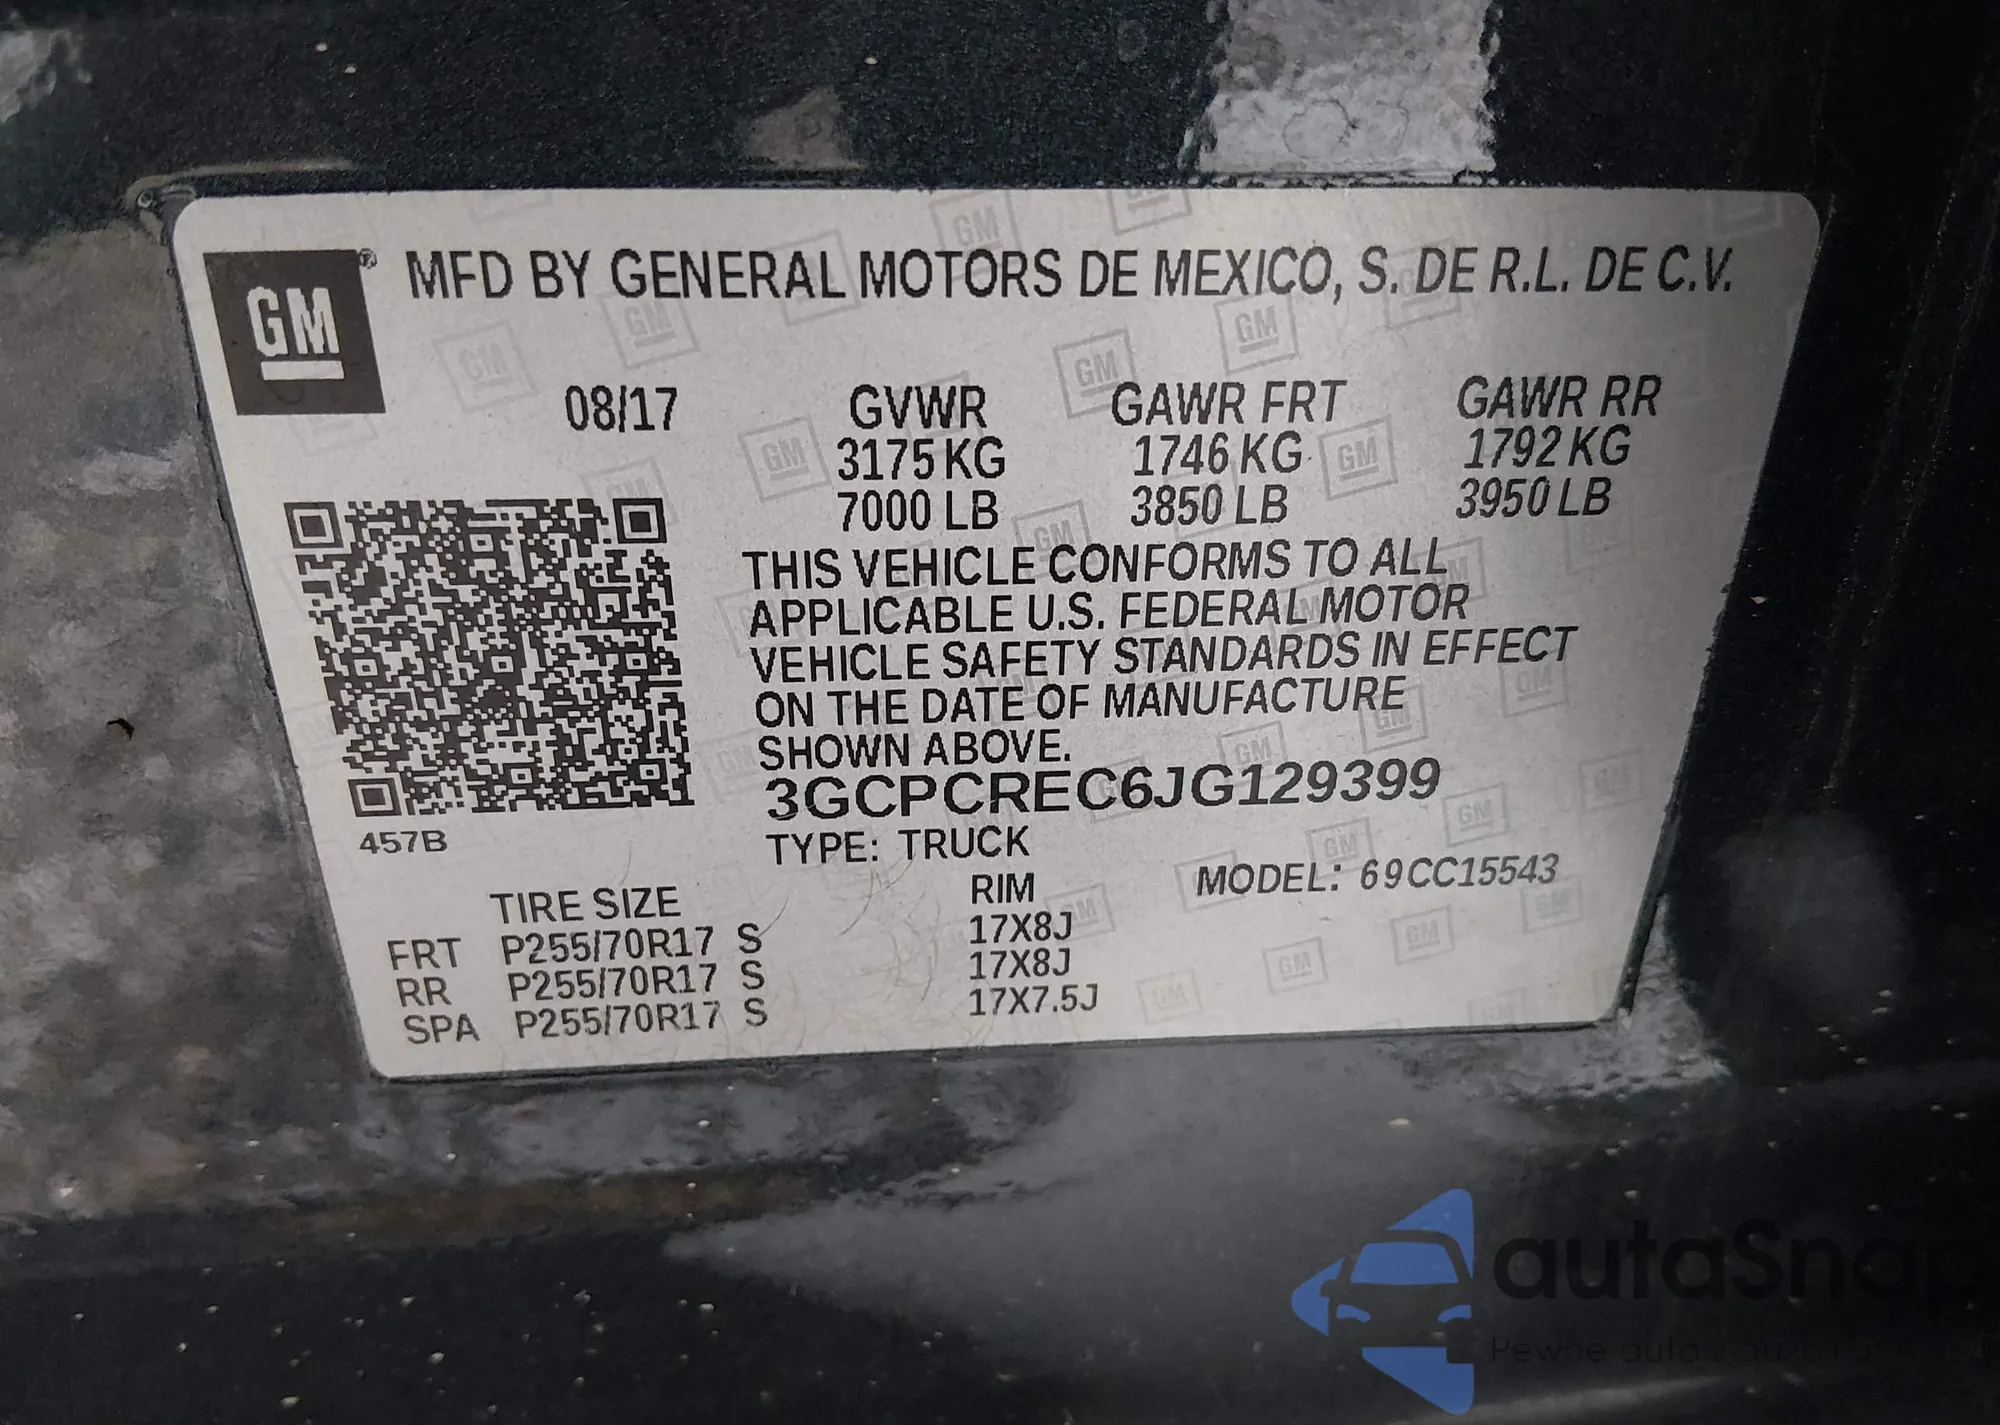 GM® MFD BY GENERAL MOTORS DE MEXICO, S. DE R.L. DE C.V.
08/17 GVWR GAWR FRT GAWR RR
3175 KG 1746 KG 1792 KG
7000 LB 3850 LB 3950 LB
THIS VEHICLE CONFORMS TO ALL
APPLICABLE U.S. FEDERAL MOTOR
VEHICLE SAFETY STANDARDS IN EFFECT
ON THE DATE OF MANUFACTURE
SHOWN ABOVE.
3GCPCREC6JG129399
457B
TYPE: TRUCK
MODEL: 69CC15543
TIRE SIZE RIM
FRT P255/70R17 S 17X8J
RR P255/70R17 S 17X8J
SPA P255/70R17 S 17X7.5J
autaSnap
Pewne auta z